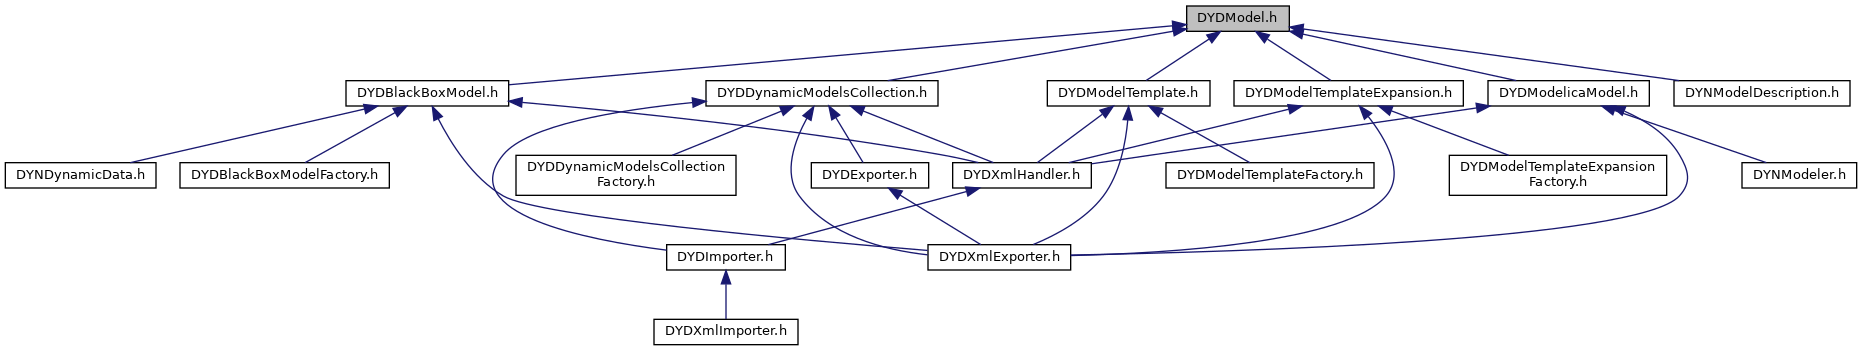 DYDModel.h
DYDBlackBoxModel.h
DYDDynamicModelsCollection.h
DYDModelTemplate.h
DYDModelTemplateExpansion.h
DYDModelicaModel.h
DYNModelDescription.h
DYNDynamicData.h
DYDBlackBoxModelFactory.h
DYDDynamicModelsCollection
Factory.h
DYDExporter.h
DYDXmlHandler.h
DYDModelTemplateFactory.h
DYDModelTemplateExpansion
Factory.h
DYNModeler.h
DYDImporter.h
DYDXmlExporter.h
DYDXmlImporter.h